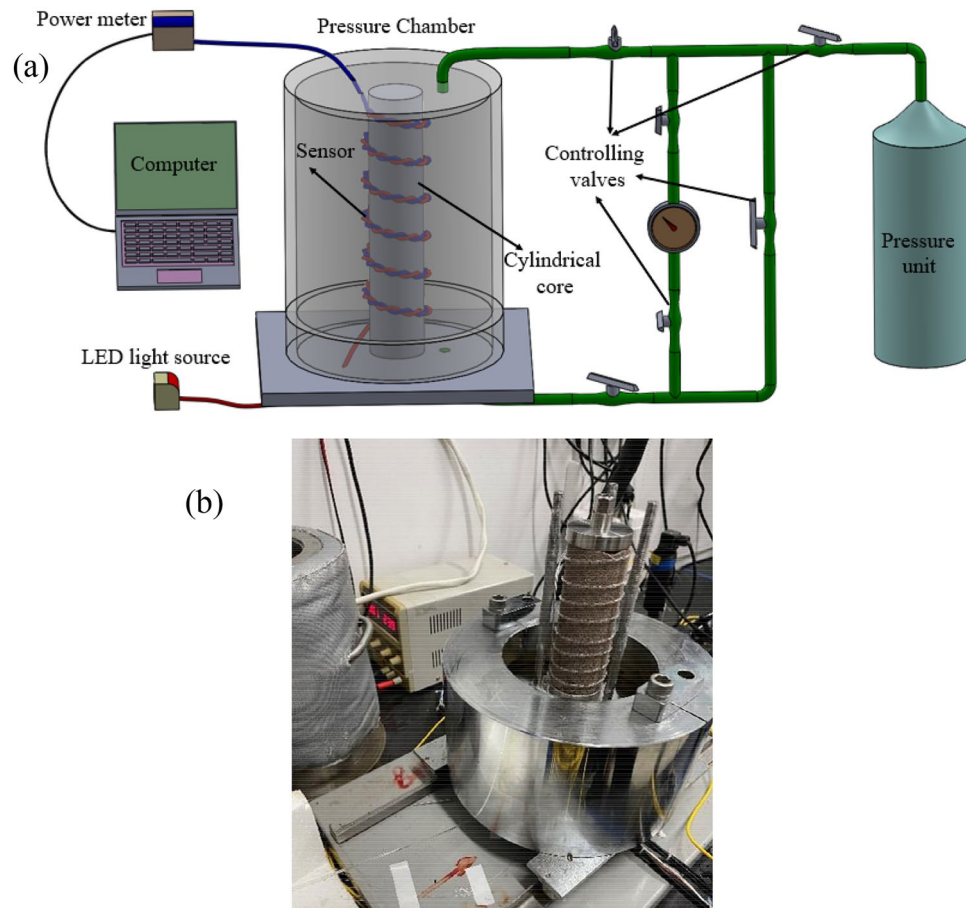 Power meter
Pressure Chamber
(a)
Computer
Sensor
Controlling
valves
Cylindrical
core
Pressure
unit
LED light source
(b)